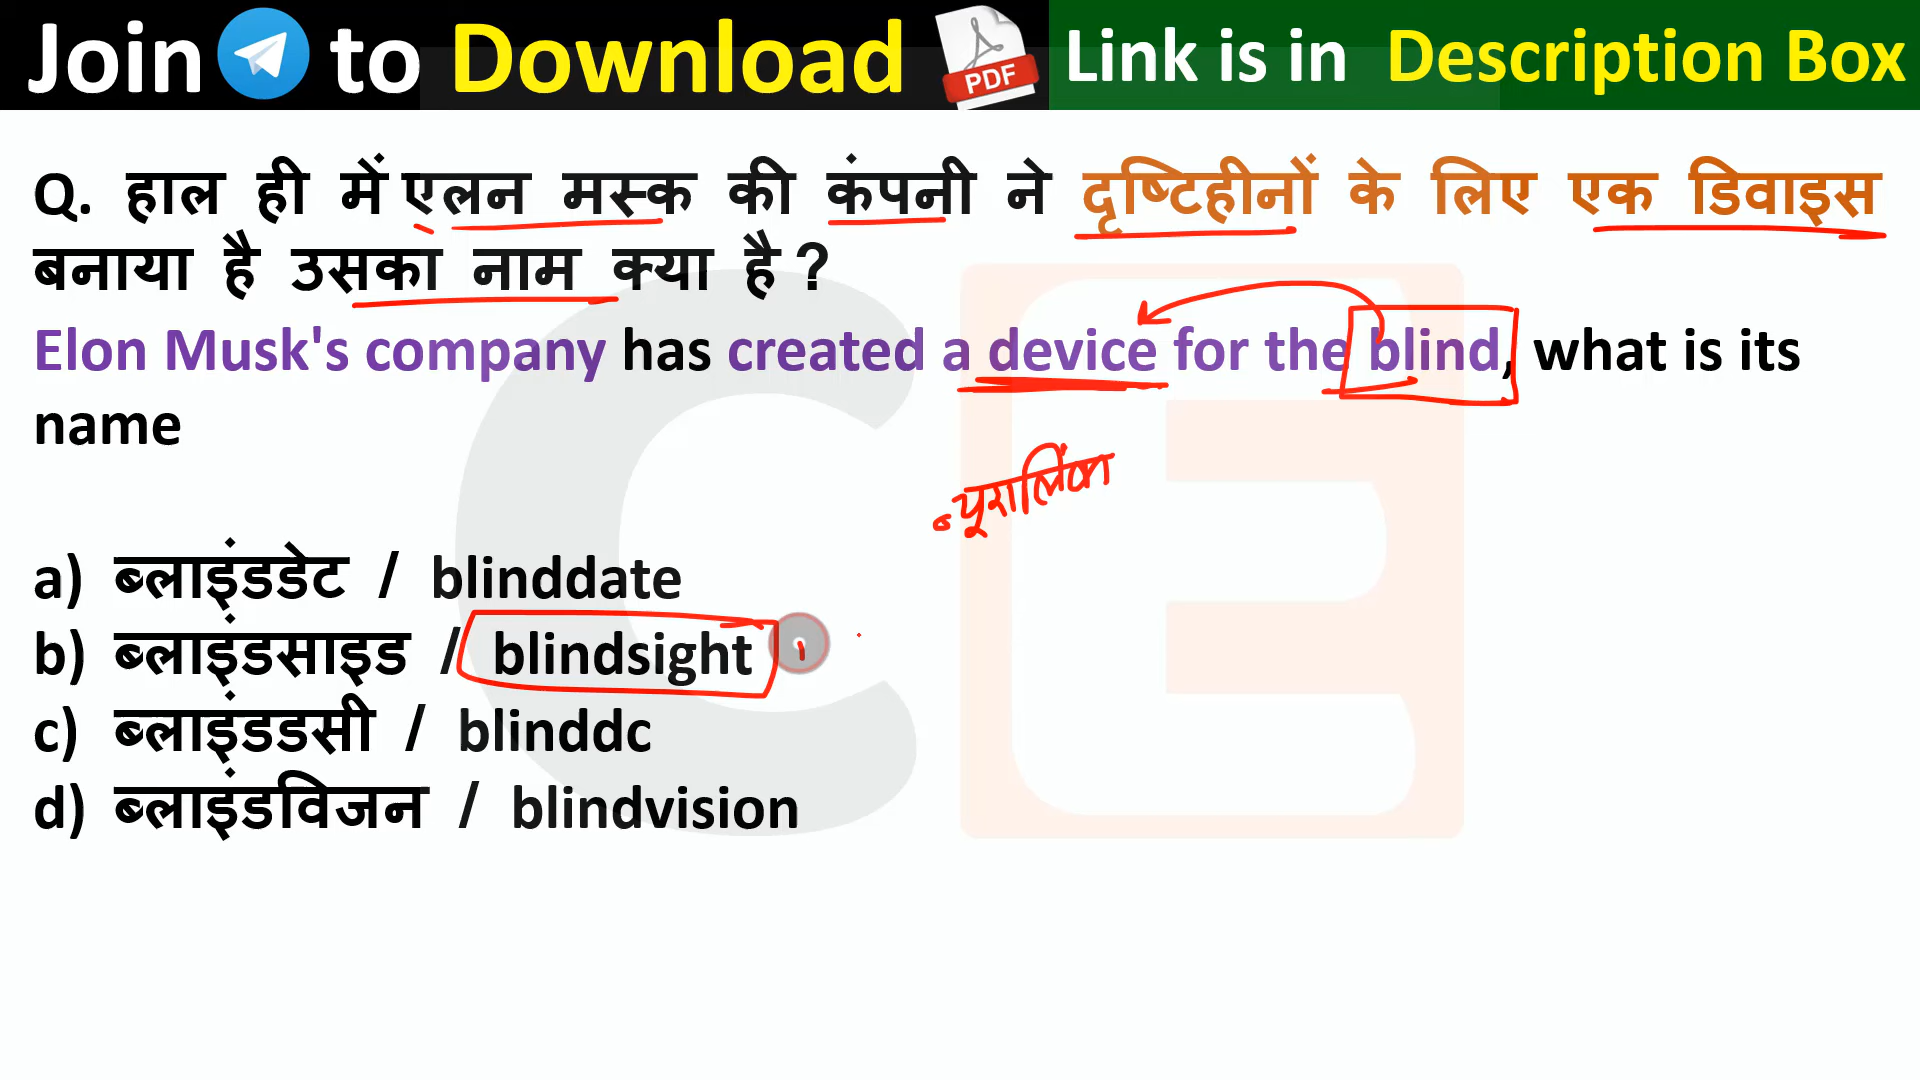 Join to Download PDF Link is in Description Box
Q. हाल ही में एलन मस्क की कंपनी ने दृष्टिहीनों के लिए एक डिवाइस
बनाया है उसका नाम क्या है ?
Elon Musk's company has created a device for the blind, what is its
name
न्यूरालिंक
a) ब्लाइंडडेट / blinddate
b) ब्लाइंडसाइड / blindsight
c) ब्लाइंडडसी / blinddc
d) ब्लाइंडविजन / blindvision
CE